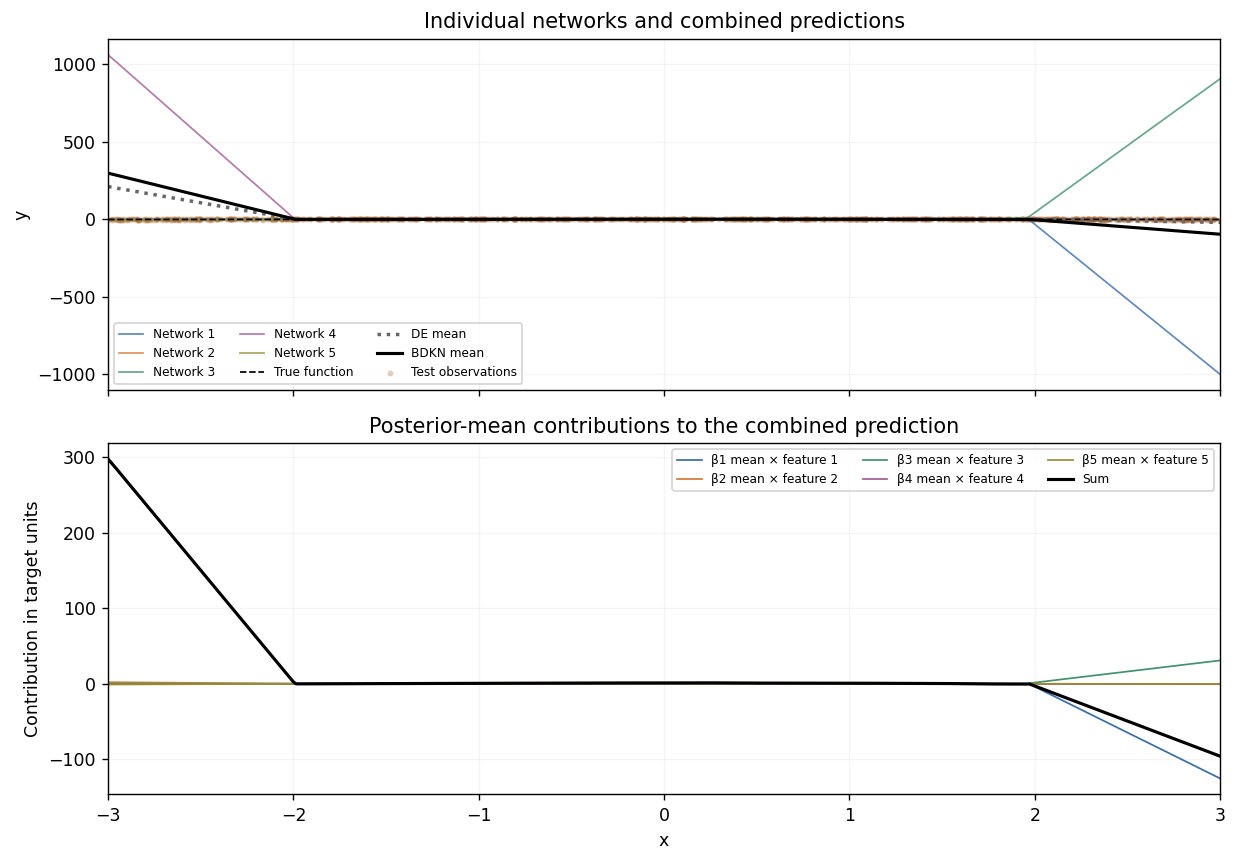 Individual networks and combined predictions
1000
500
0
−500
−1000
y
Network 1 Network 4 DE mean
Network 2 Network 5 BDKN mean
Network 3 True function Test observations
Posterior-mean contributions to the combined prediction
300
200
100
0
−100
Contribution in target units
β1 mean × feature 1 β3 mean × feature 3 β5 mean × feature 5
β2 mean × feature 2 β4 mean × feature 4 Sum
−3 −2 −1 0 1 2 3
x